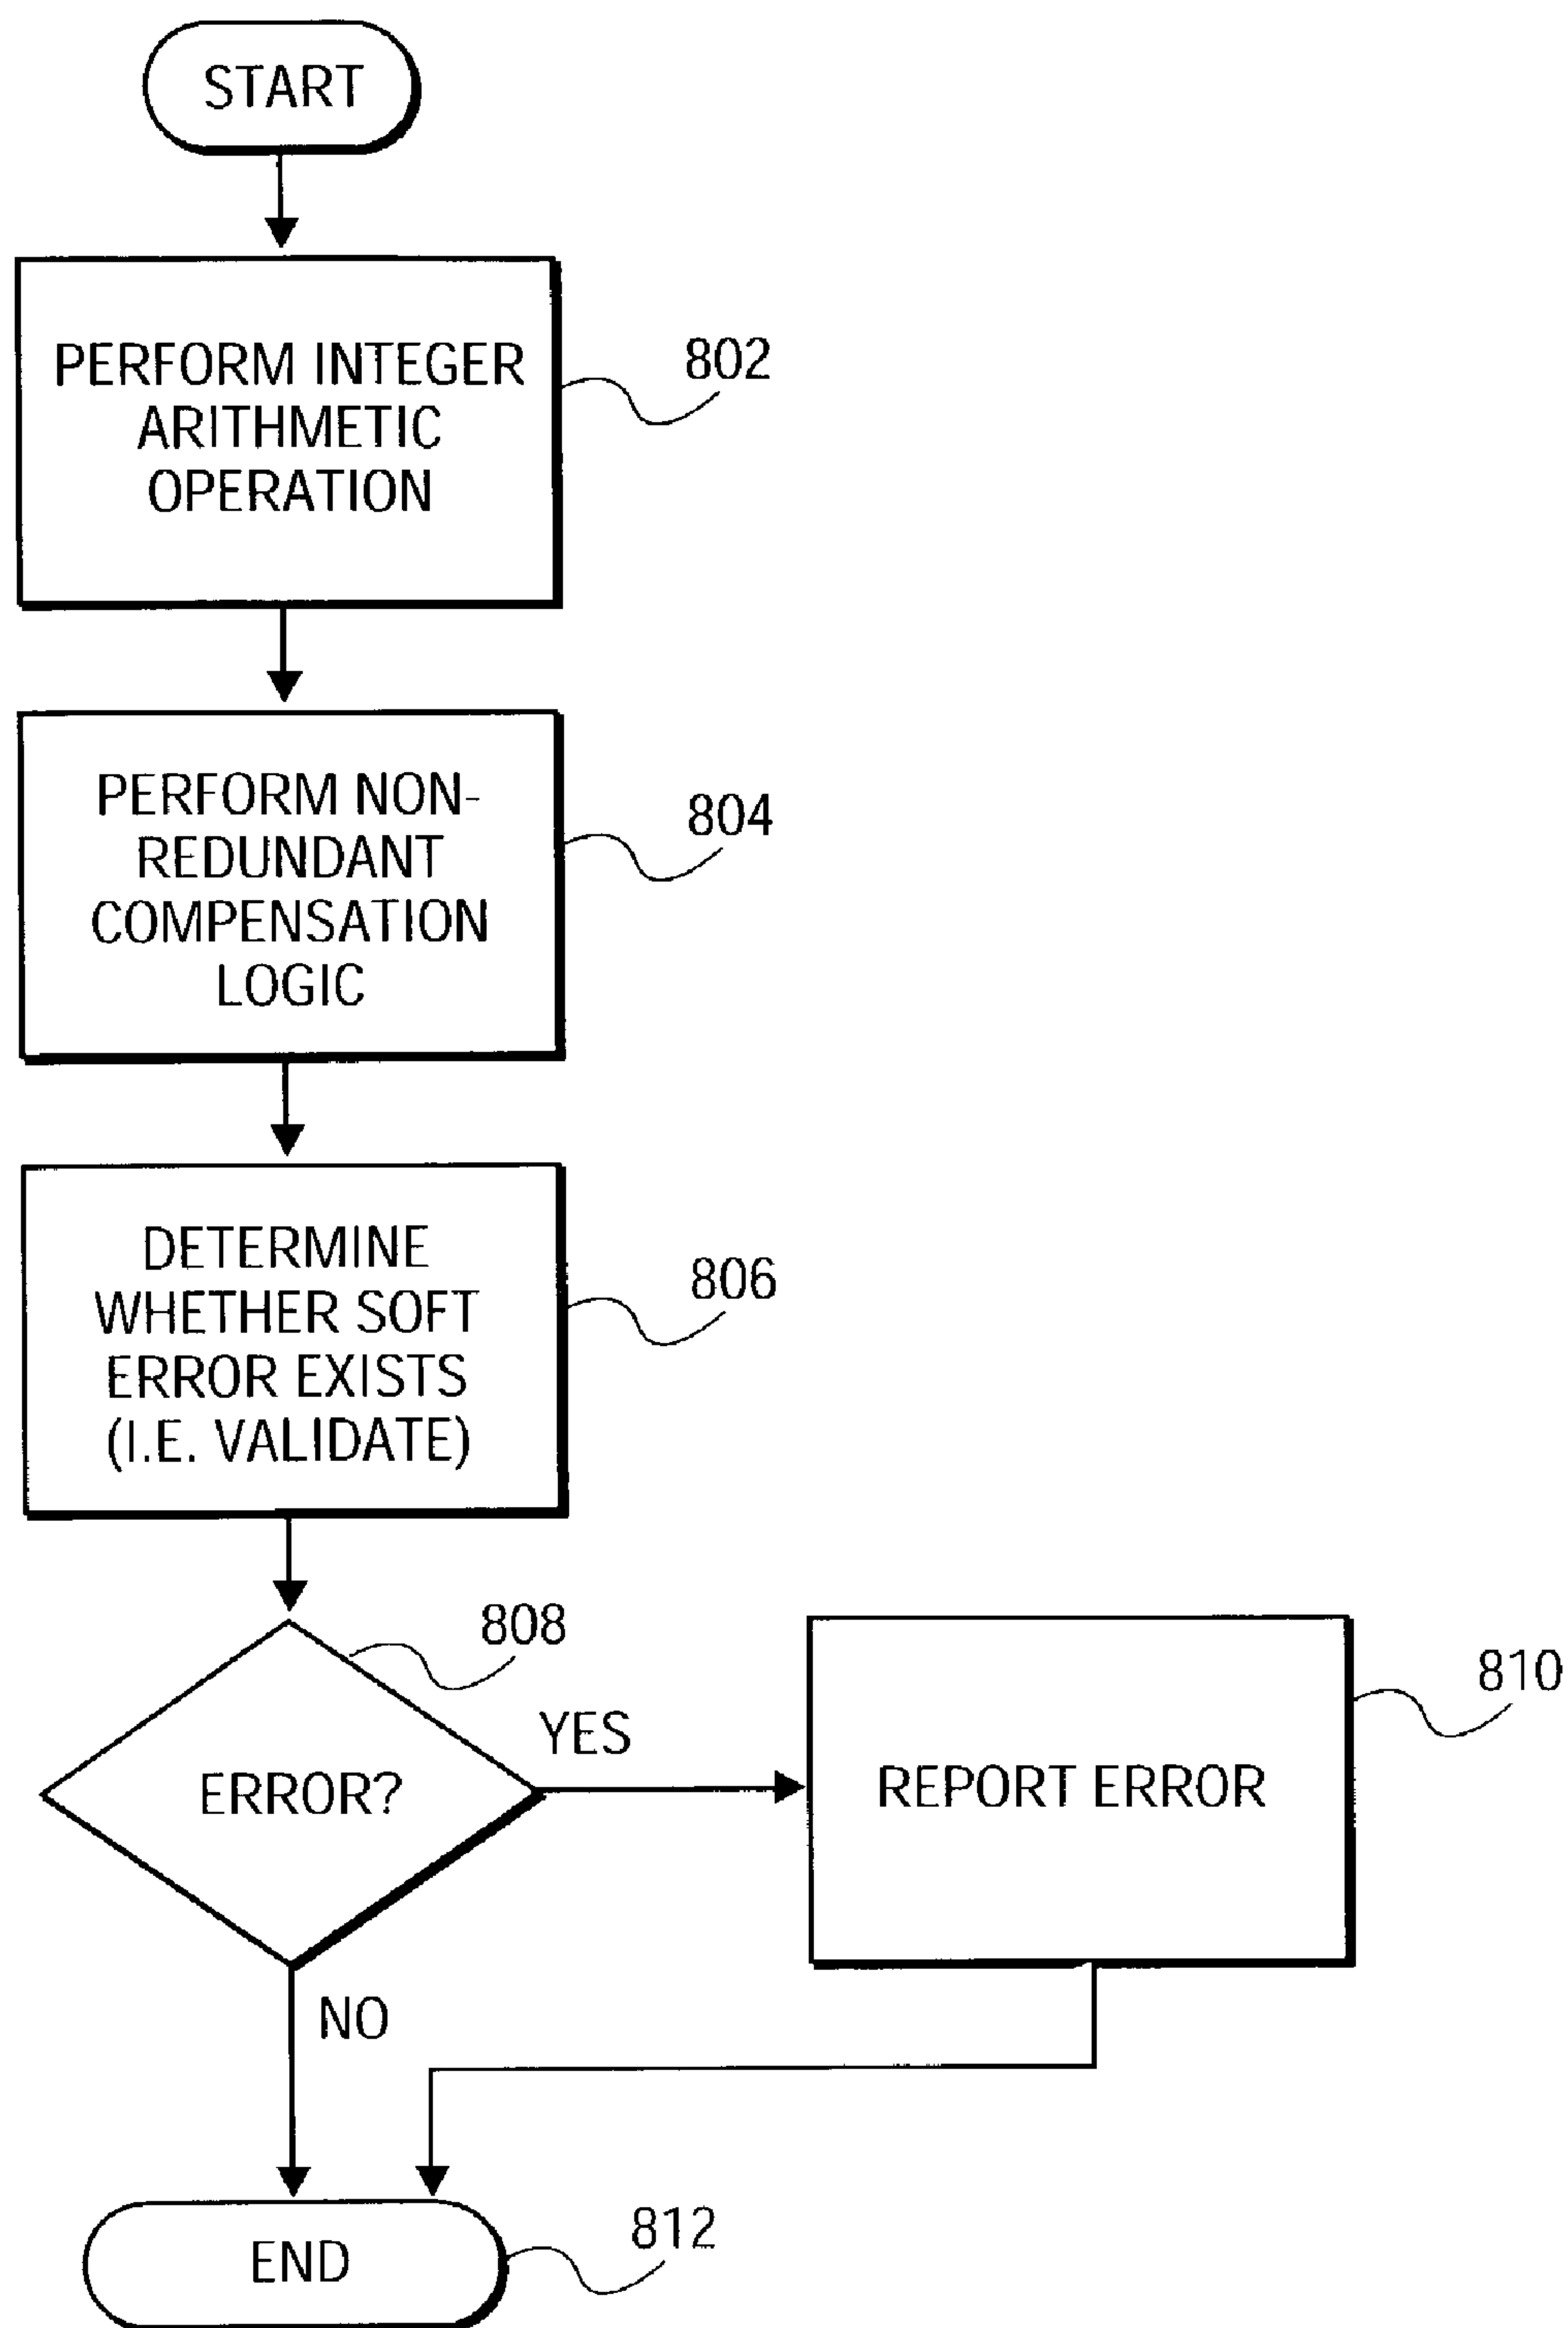 START
PERFORM INTEGER
ARITHMETIC
OPERATION
802
PERFORM NON-
REDUNDANT
COMPENSATION
LOGIC
804
DETERMINE
WHETHER SOFT
ERROR EXISTS
(I.E. VALIDATE)
806
808
ERROR?
YES
REPORT ERROR
810
NO
END
812